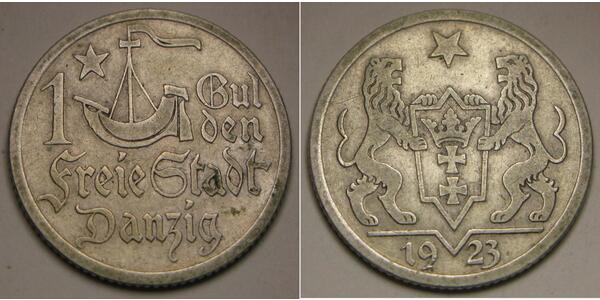 1 Gul
den
Freie Stadt
Danzig
1923